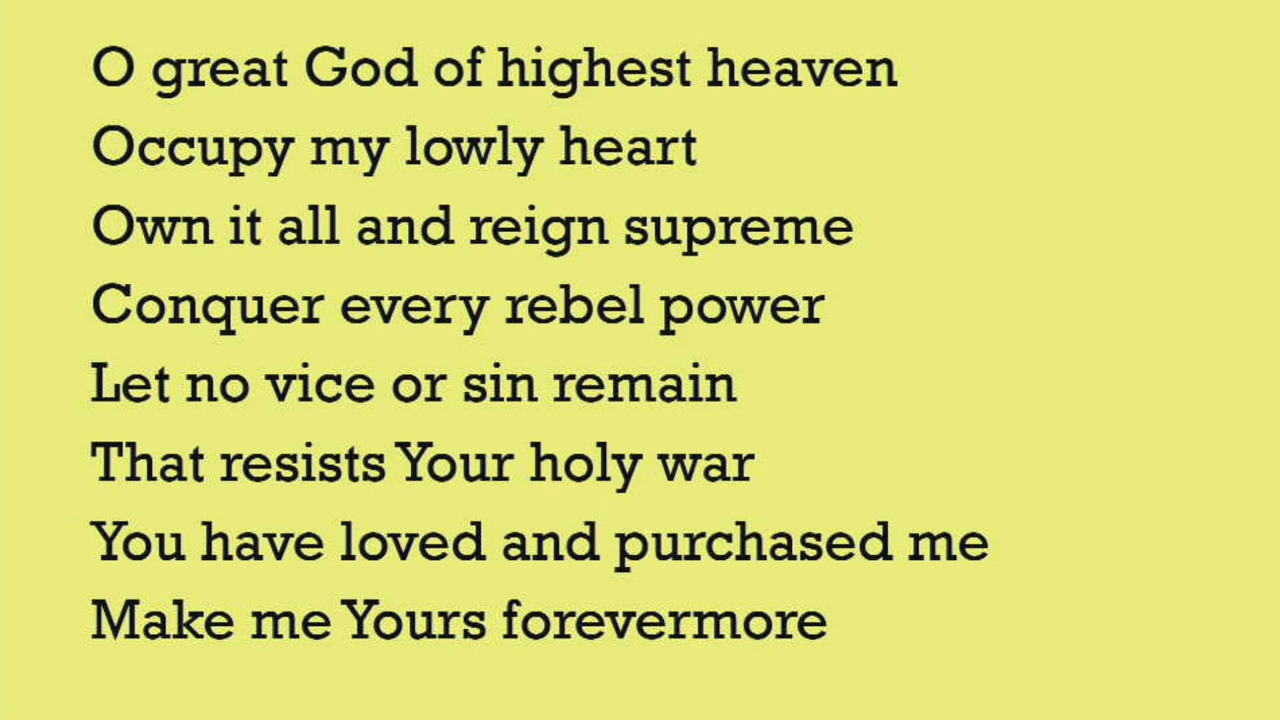 O great God of highest heaven
Occupy my lowly heart
Own it all and reign supreme
Conquer every rebel power
Let no vice or sin remain
That resists Your holy war
You have loved and purchased me
Make me Yours forevermore